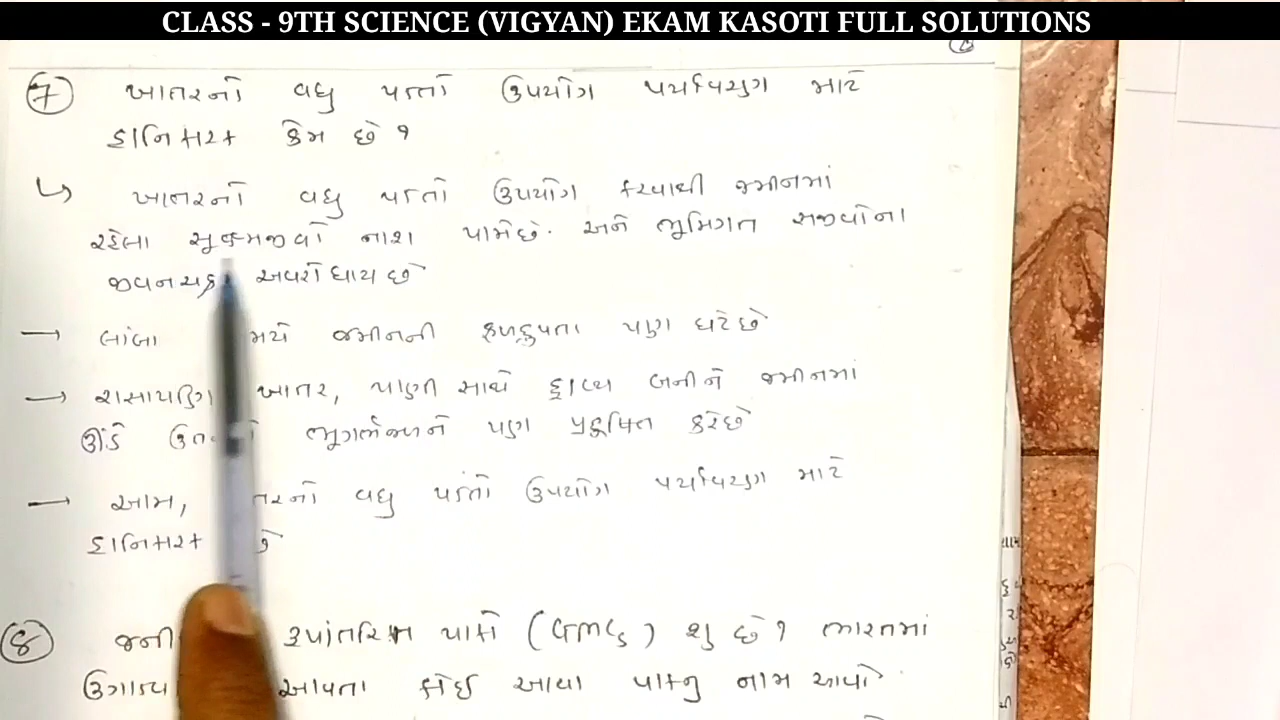 CLASS - 9TH SCIENCE (VIGYAN) EKAM KASOTI FULL SOLUTIONS
૭ ખાતરનો વધુ પડતો ઉપયોગ પર્યાવરણ માટે
હાનિકારક કેમ છે ?
ખાતરનો વધુ પડતો ઉપયોગ કરવાથી જમીનમાં
રહેલા સૂક્ષ્મજીવો નાશ પામેછે. અને ભૂમિગત સજીવોના
જીવનચક્ર અવરોધાય છે
→ લાંબા મયે જમીનની ફળદ્રુપતા પણ ઘટેછે
→ રાસાયણિ ખાતર, પાણી સાથે દ્રાવ્ય બનીને જમીનમાં
ઊંડે ભૂગર્ભજળને પણ પ્રદૂષિત કરેછે
→ આમ, તરનો વધુ પડતો ઉપયોગ પર્યાવરણ માટે
હાનિકારક છે
૮ જની રૂપાંતરિત પાકો (GMCs) શુ છે ? ભારતમાં
ઉગાડવા આવતા કોઈ આવા પાકનુ નામ આપો